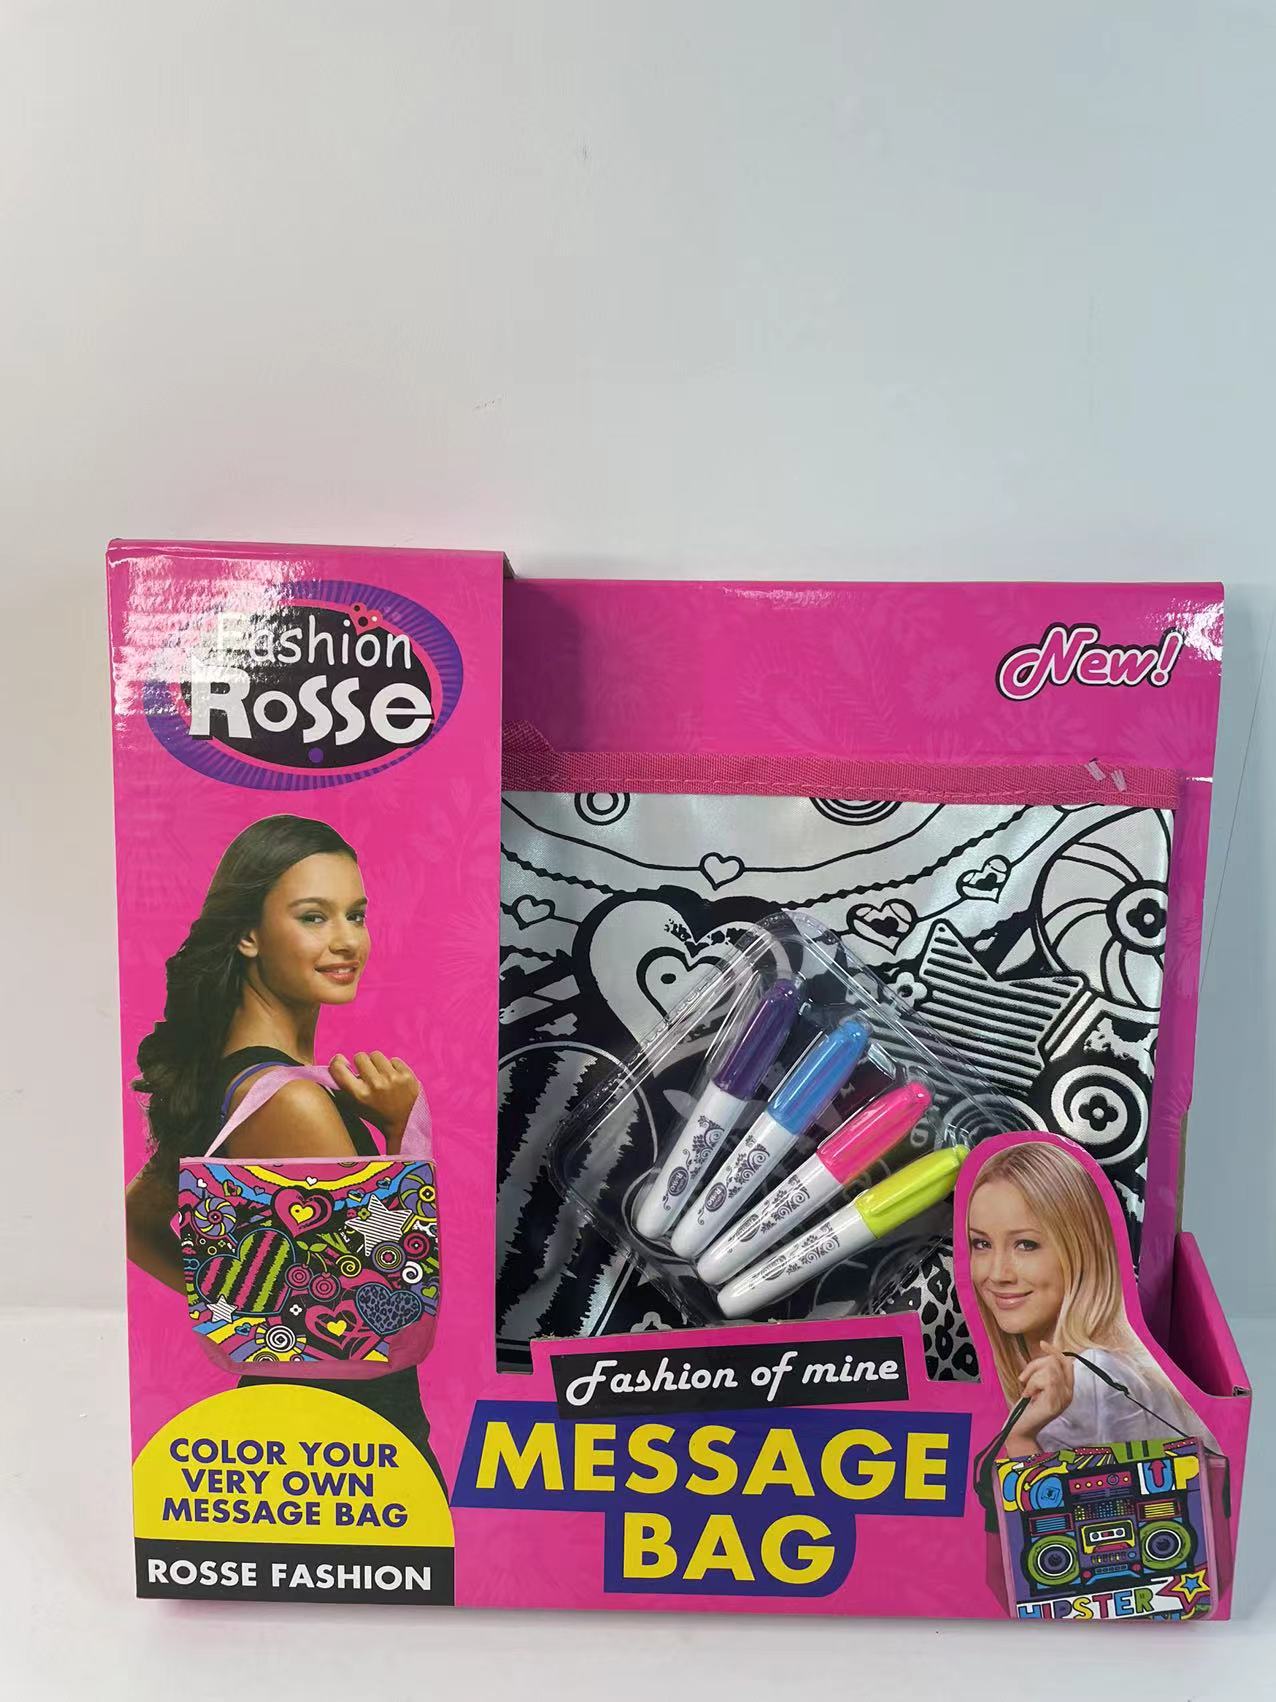 Fashion
Rosse
New!
Fashion of mine
MESSAGE
BAG
COLOR YOUR
VERY OWN
MESSAGE BAG
ROSSE FASHION
UP
HIPSTER